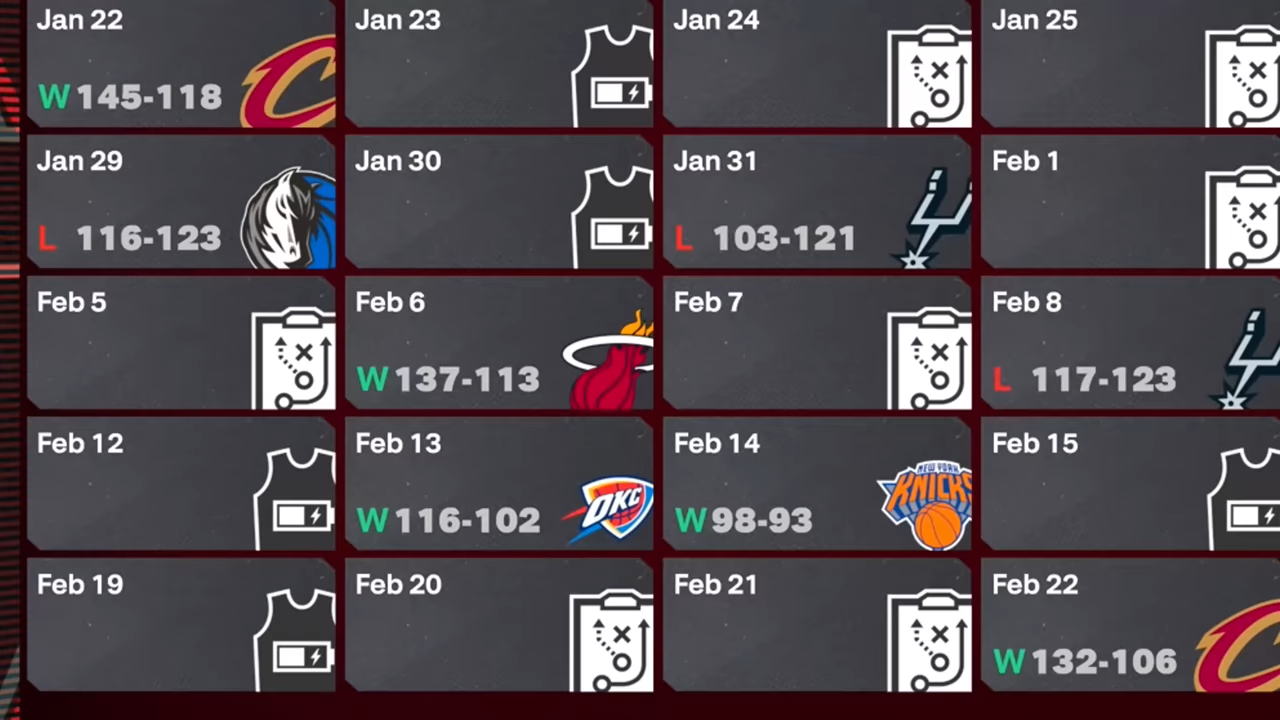 Jan 22
W 145-118
Jan 23
Jan 24
Jan 25
Jan 29
L 116-123
Jan 30
Jan 31
L 103-121
Feb 1
Feb 5
Feb 6
W 137-113
Feb 7
Feb 8
L 117-123
Feb 12
Feb 13
W 116-102
OKC
Feb 14
W 98-93
NEW YORK
KNICKS
Feb 15
Feb 19
Feb 20
Feb 21
Feb 22
W 132-106